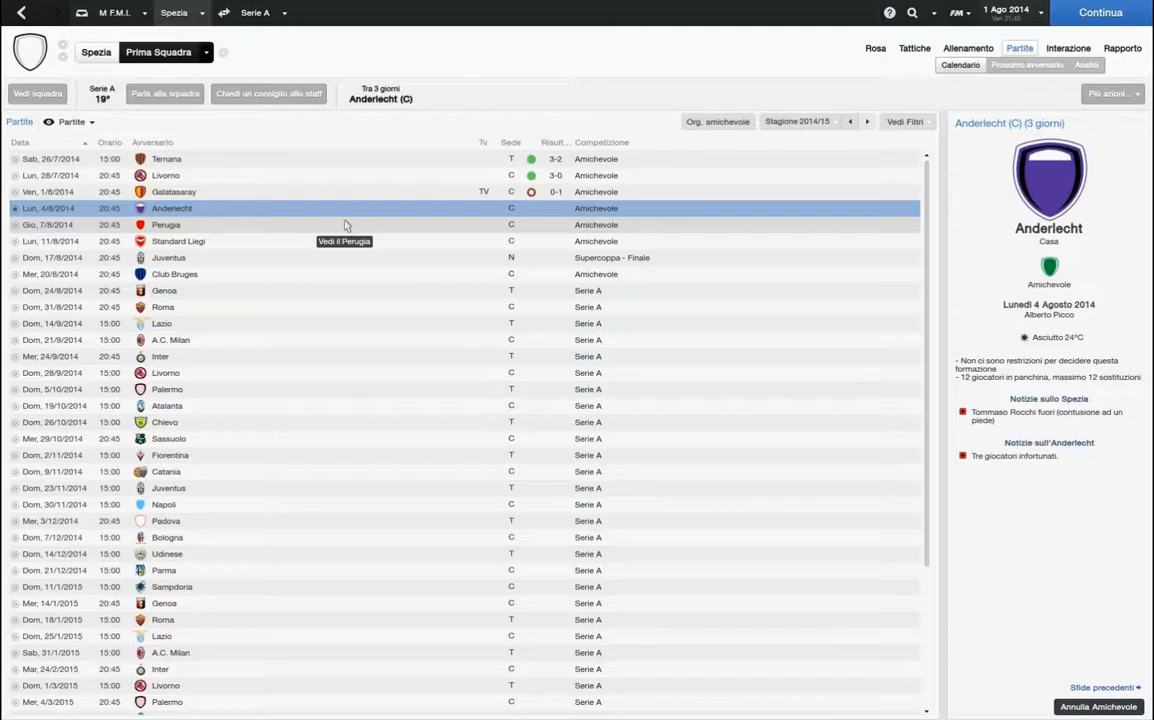 M F.M.I. Spezia Serie A FM 1 Ago 2014 Ven 21:45 Continua
Spezia Prima Squadra Rosa Tattiche Allenamento Partite Interazione Rapporto
Calendario Prossimo avversario Analisi
Vedi squadra Serie A 19° Parla alla squadra Chiedi un consiglio allo staff Tra 3 giorni Anderlecht (C) Più azioni...
Partite Partite Org. amichevole Stagione 2014/15 Vedi Filtri
Data Orario Avversario Tv Sede Risult... Competizione
Sab, 26/7/2014 15:00 Ternana T 3-2 Amichevole
Lun, 28/7/2014 15:00 Livorno C 3-0 Amichevole
Ven, 1/8/2014 20:45 Galatasaray TV C 0-1 Amichevole
Lun, 4/8/2014 20:45 Anderlecht C Amichevole
Gio, 7/8/2014 20:45 Perugia C Amichevole
Lun, 11/8/2014 20:45 Standard Liegi C Amichevole
Vedi il Perugia
Dom, 17/8/2014 20:45 Juventus N Supercoppa - Finale
Mer, 20/8/2014 20:45 Club Bruges C Amichevole
Dom, 24/8/2014 20:45 Genoa T Serie A
Dom, 31/8/2014 20:45 Roma C Serie A
Dom, 14/9/2014 15:00 Lazio T Serie A
Dom, 21/9/2014 15:00 A.C. Milan C Serie A
Mer, 24/9/2014 20:45 Inter T Serie A
Dom, 28/9/2014 15:00 Livorno C Serie A
Dom, 5/10/2014 15:00 Palermo T Serie A
Dom, 19/10/2014 15:00 Atalanta C Serie A
Dom, 26/10/2014 15:00 Chievo T Serie A
Mer, 29/10/2014 20:45 Sassuolo C Serie A
Dom, 2/11/2014 15:00 Fiorentina T Serie A
Dom, 9/11/2014 15:00 Catania C Serie A
Dom, 23/11/2014 15:00 Juventus T Serie A
Dom, 30/11/2014 15:00 Napoli C Serie A
Mer, 3/12/2014 20:45 Padova T Serie A
Dom, 7/12/2014 15:00 Bologna C Serie A
Dom, 14/12/2014 15:00 Udinese T Serie A
Dom, 21/12/2014 15:00 Parma C Serie A
Dom, 11/1/2015 15:00 Sampdoria C Serie A
Mer, 14/1/2015 20:45 Genoa C Serie A
Dom, 18/1/2015 15:00 Roma T Serie A
Dom, 25/1/2015 15:00 Lazio C Serie A
Sab, 31/1/2015 15:00 A.C. Milan T Serie A
Mar, 24/2/2015 20:45 Inter C Serie A
Dom, 1/3/2015 15:00 Livorno T Serie A
Mer, 4/3/2015 20:45 Palermo C Serie A
Anderlecht (C) (3 giorni)
Anderlecht
Casa
Amichevole
Lunedì 4 Agosto 2014
Alberto Picco
Asciutto 24°C
- Non ci sono restrizioni per decidere questa
formazione
- 12 giocatori in panchina, massimo 12 sostituzioni
Notizie sullo Spezia
Tommaso Rocchi fuori (contusione ad un
piede)
Notizie sull'Anderlecht
Tre giocatori infortunati.
Sfide precedenti
Annulla Amichevole